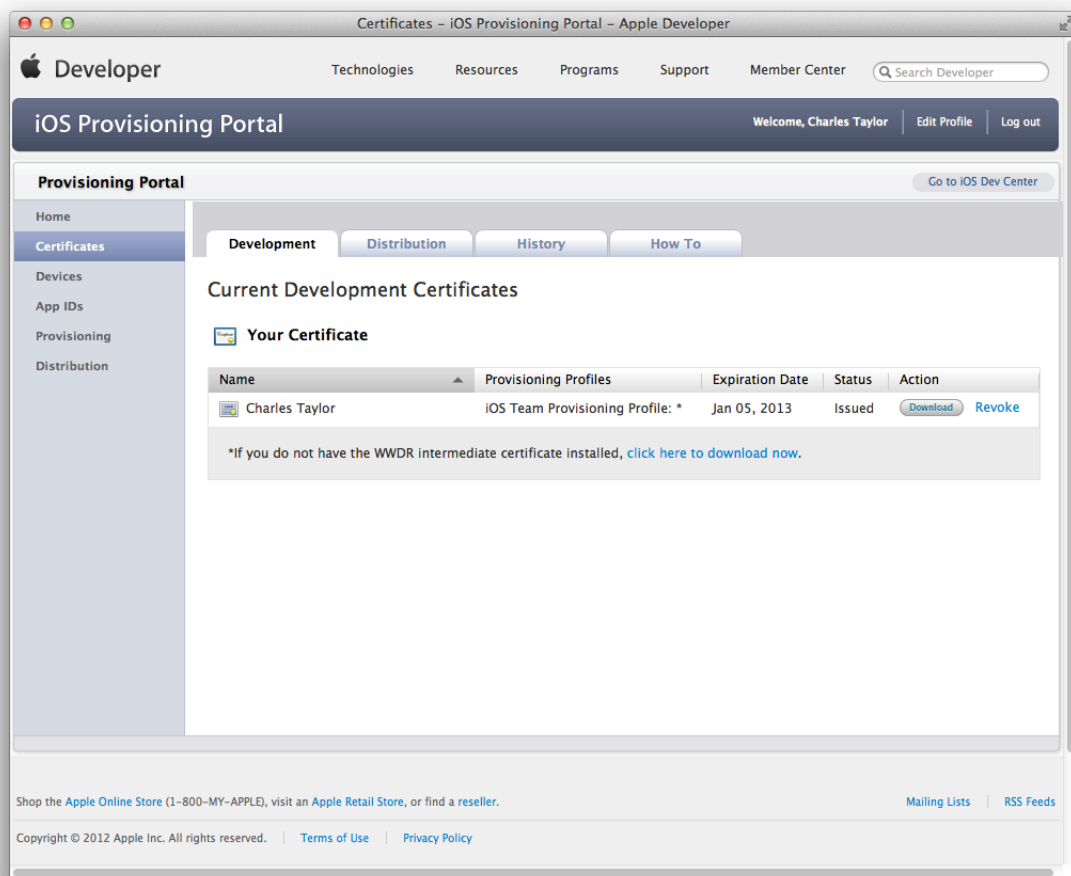 Certificates – iOS Provisioning Portal – Apple Developer
Developer Technologies Resources Programs Support Member Center Search Developer
iOS Provisioning Portal Welcome, Charles Taylor Edit Profile Log out
Provisioning Portal Go to iOS Dev Center
Home
Certificates
Devices
App IDs
Provisioning
Distribution
Development Distribution History How To
Current Development Certificates
Your Certificate
Name Provisioning Profiles Expiration Date Status Action
Charles Taylor iOS Team Provisioning Profile: * Jan 05, 2013 Issued Download Revoke
*If you do not have the WWDR intermediate certificate installed, click here to download now.
Shop the Apple Online Store (1-800-MY-APPLE), visit an Apple Retail Store, or find a reseller. Mailing Lists RSS Feeds
Copyright © 2012 Apple Inc. All rights reserved. Terms of Use Privacy Policy